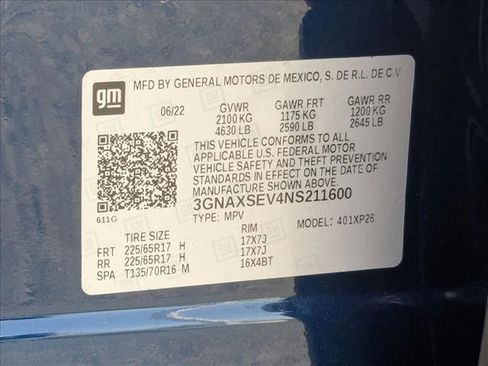 gm
MFD BY GENERAL MOTORS DE MEXICO, S. DE R.L. DE C.V.
06/22 GVWR GAWR FRT GAWR RR
2100 KG 1175 KG 1200 KG
4630 LB 2590 LB 2645 LB
THIS VEHICLE CONFORMS TO ALL
APPLICABLE U.S. FEDERAL MOTOR
VEHICLE SAFETY AND THEFT PREVENTION
STANDARDS IN EFFECT ON THE DATE OF
MANUFACTURE SHOWN ABOVE.
3GNAXSEV4NS211600
611G
TYPE: MPV MODEL: 401XP26
TIRE SIZE RIM
FRT 225/65R17 H 17X7J
RR 225/65R17 H 17X7J
SPA T135/70R16 M 16X4BT